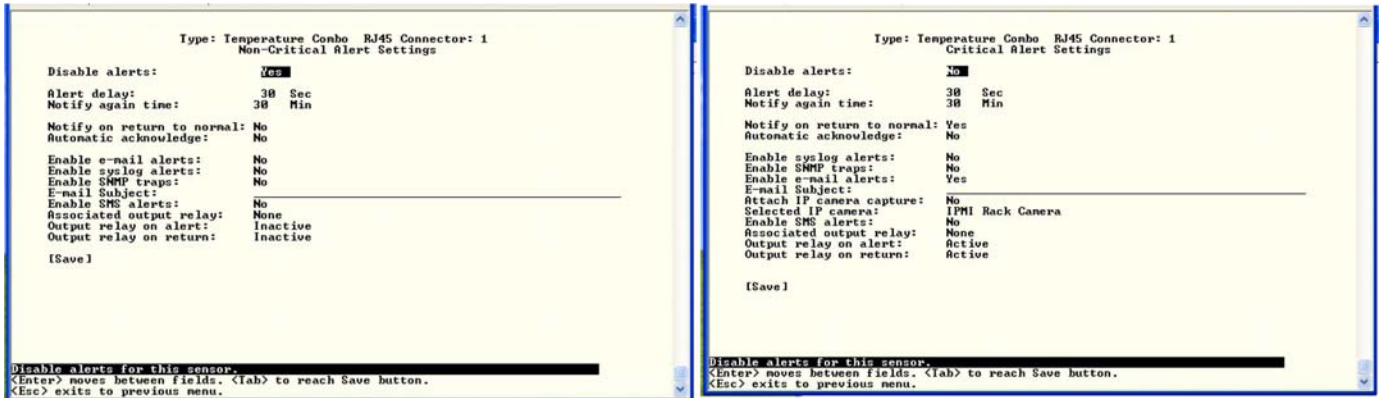 Type: Temperature Combo RJ45 Connector: 1
Non-Critical Alert Settings
Disable alerts: Yes
Alert delay: 30 Sec
Notify again time: 30 Min
Notify on return to normal: No
Automatic acknowledge: No
Enable e-mail alerts: No
Enable syslog alerts: No
Enable SNMP traps: No
E-mail Subject:
Enable SMS alerts: No
Associated output relay: None
Output relay on alert: Inactive
Output relay on return: Inactive
[Save]
Disable alerts for this sensor.
<Enter> moves between fields. <Tab> to reach Save button.
<Esc> exits to previous menu.
Type: Temperature Combo RJ45 Connector: 1
Critical Alert Settings
Disable alerts: No
Alert delay: 30 Sec
Notify again time: 30 Min
Notify on return to normal: Yes
Automatic acknowledge: No
Enable syslog alerts: No
Enable SNMP traps: No
Enable e-mail alerts: Yes
E-mail Subject:
Attach IP camera capture: No
Selected IP camera: IPMI Rack Camera
Enable SMS alerts: No
Associated output relay: None
Output relay on alert: Active
Output relay on return: Active
[Save]
Disable alerts for this sensor.
<Enter> moves between fields. <Tab> to reach Save button.
<Esc> exits to previous menu.